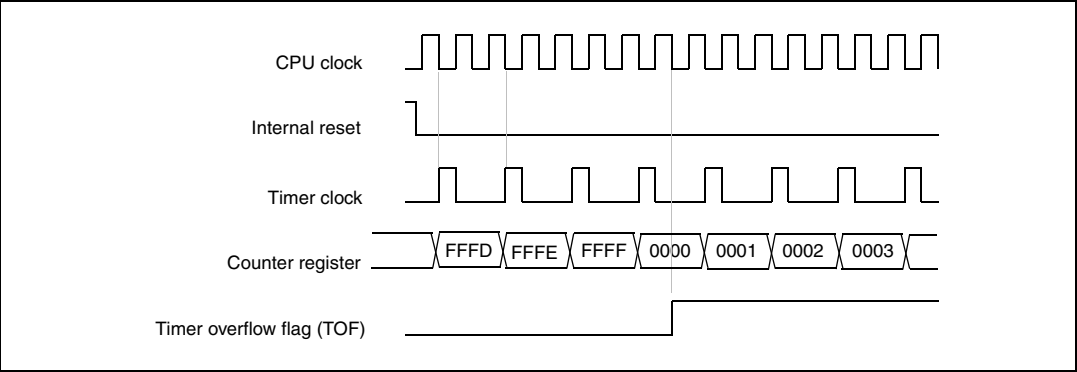 CPU clock
Internal reset
Timer clock
Counter register
FFFD FFFE FFFF 0000 0001 0002 0003
Timer overflow flag (TOF)